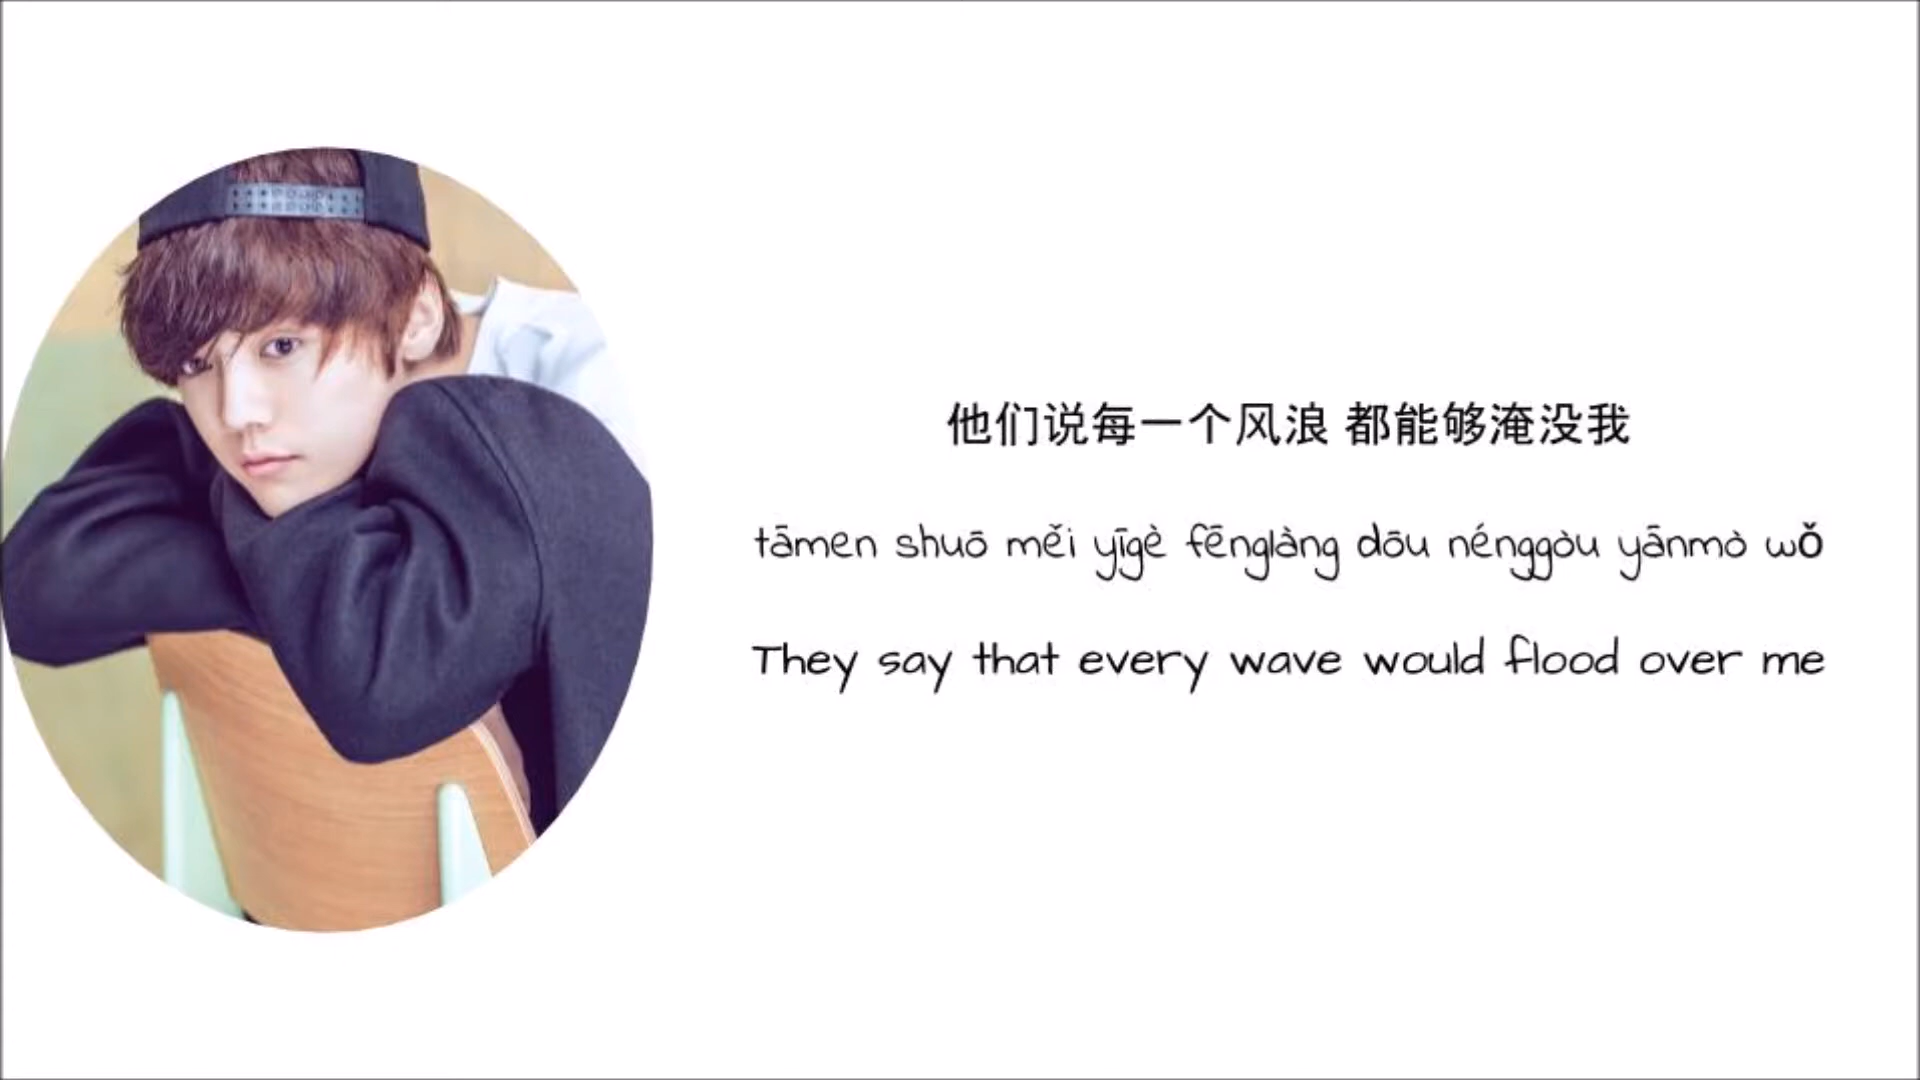 他们说每一个风浪 都能够淹没我
tāmen shuō měi yīgè fēnglàng dōu nénggòu yānmò wǒ
They say that every wave would flood over me